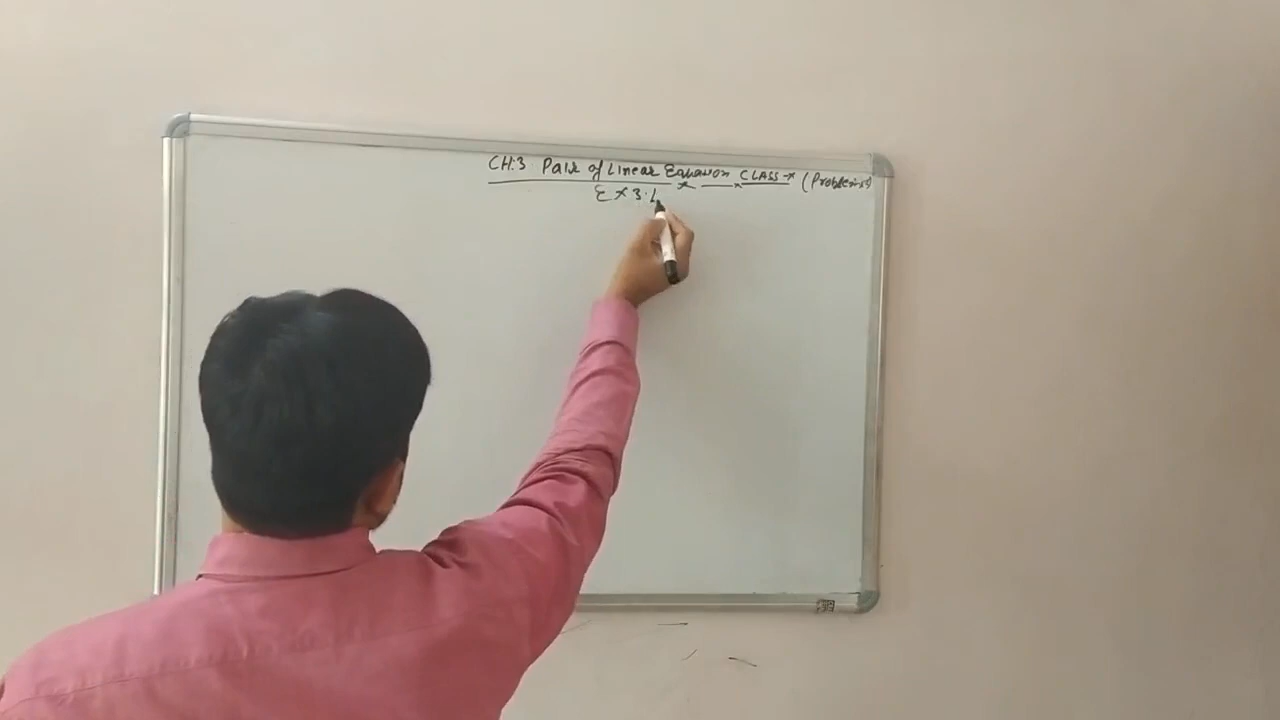 CH.3 Pair of Linear Equation CLASS-X (Problems)
EX 3.